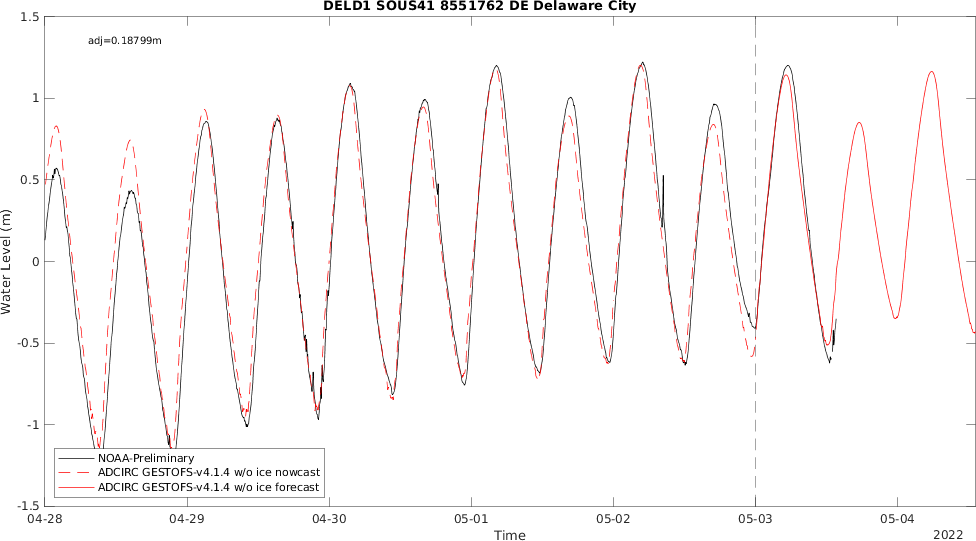 DELD1 SOUS41 8551762 DE Delaware City
adj=0.18799m
1.5
1
0.5
0
-0.5
-1
-1.5
Water Level (m)
NOAA-Preliminary
ADCIRC GESTOFS-v4.1.4 w/o ice nowcast
ADCIRC GESTOFS-v4.1.4 w/o ice forecast
04-28 04-29 04-30 05-01 05-02 05-03 05-04
Time
2022